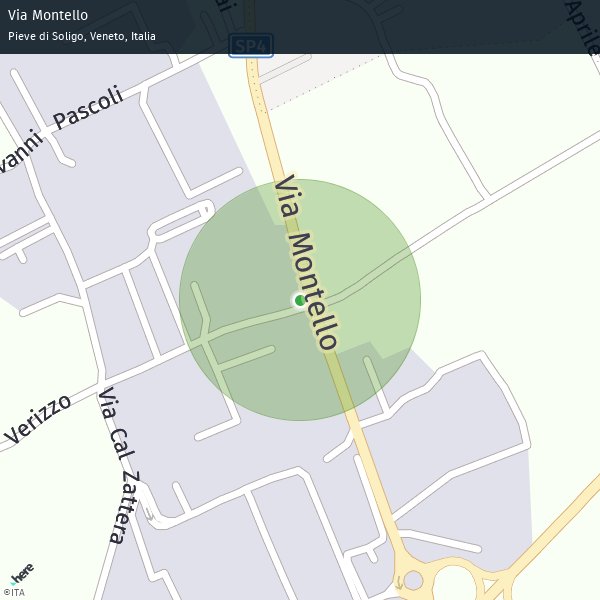 Via Montello
Pieve di Soligo, Veneto, Italia
SP4
Aprile
vanni Pascoli
Via Montello
Verizzo
Via Cal Zattera
here
©ITA